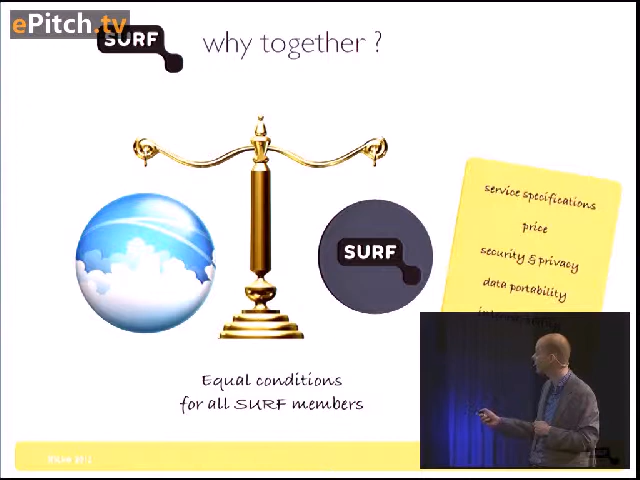 ePitch.tv
SURF
why together ?
SURF
service specifications
price
security & privacy
data portability
Equal conditions
for all SURF members